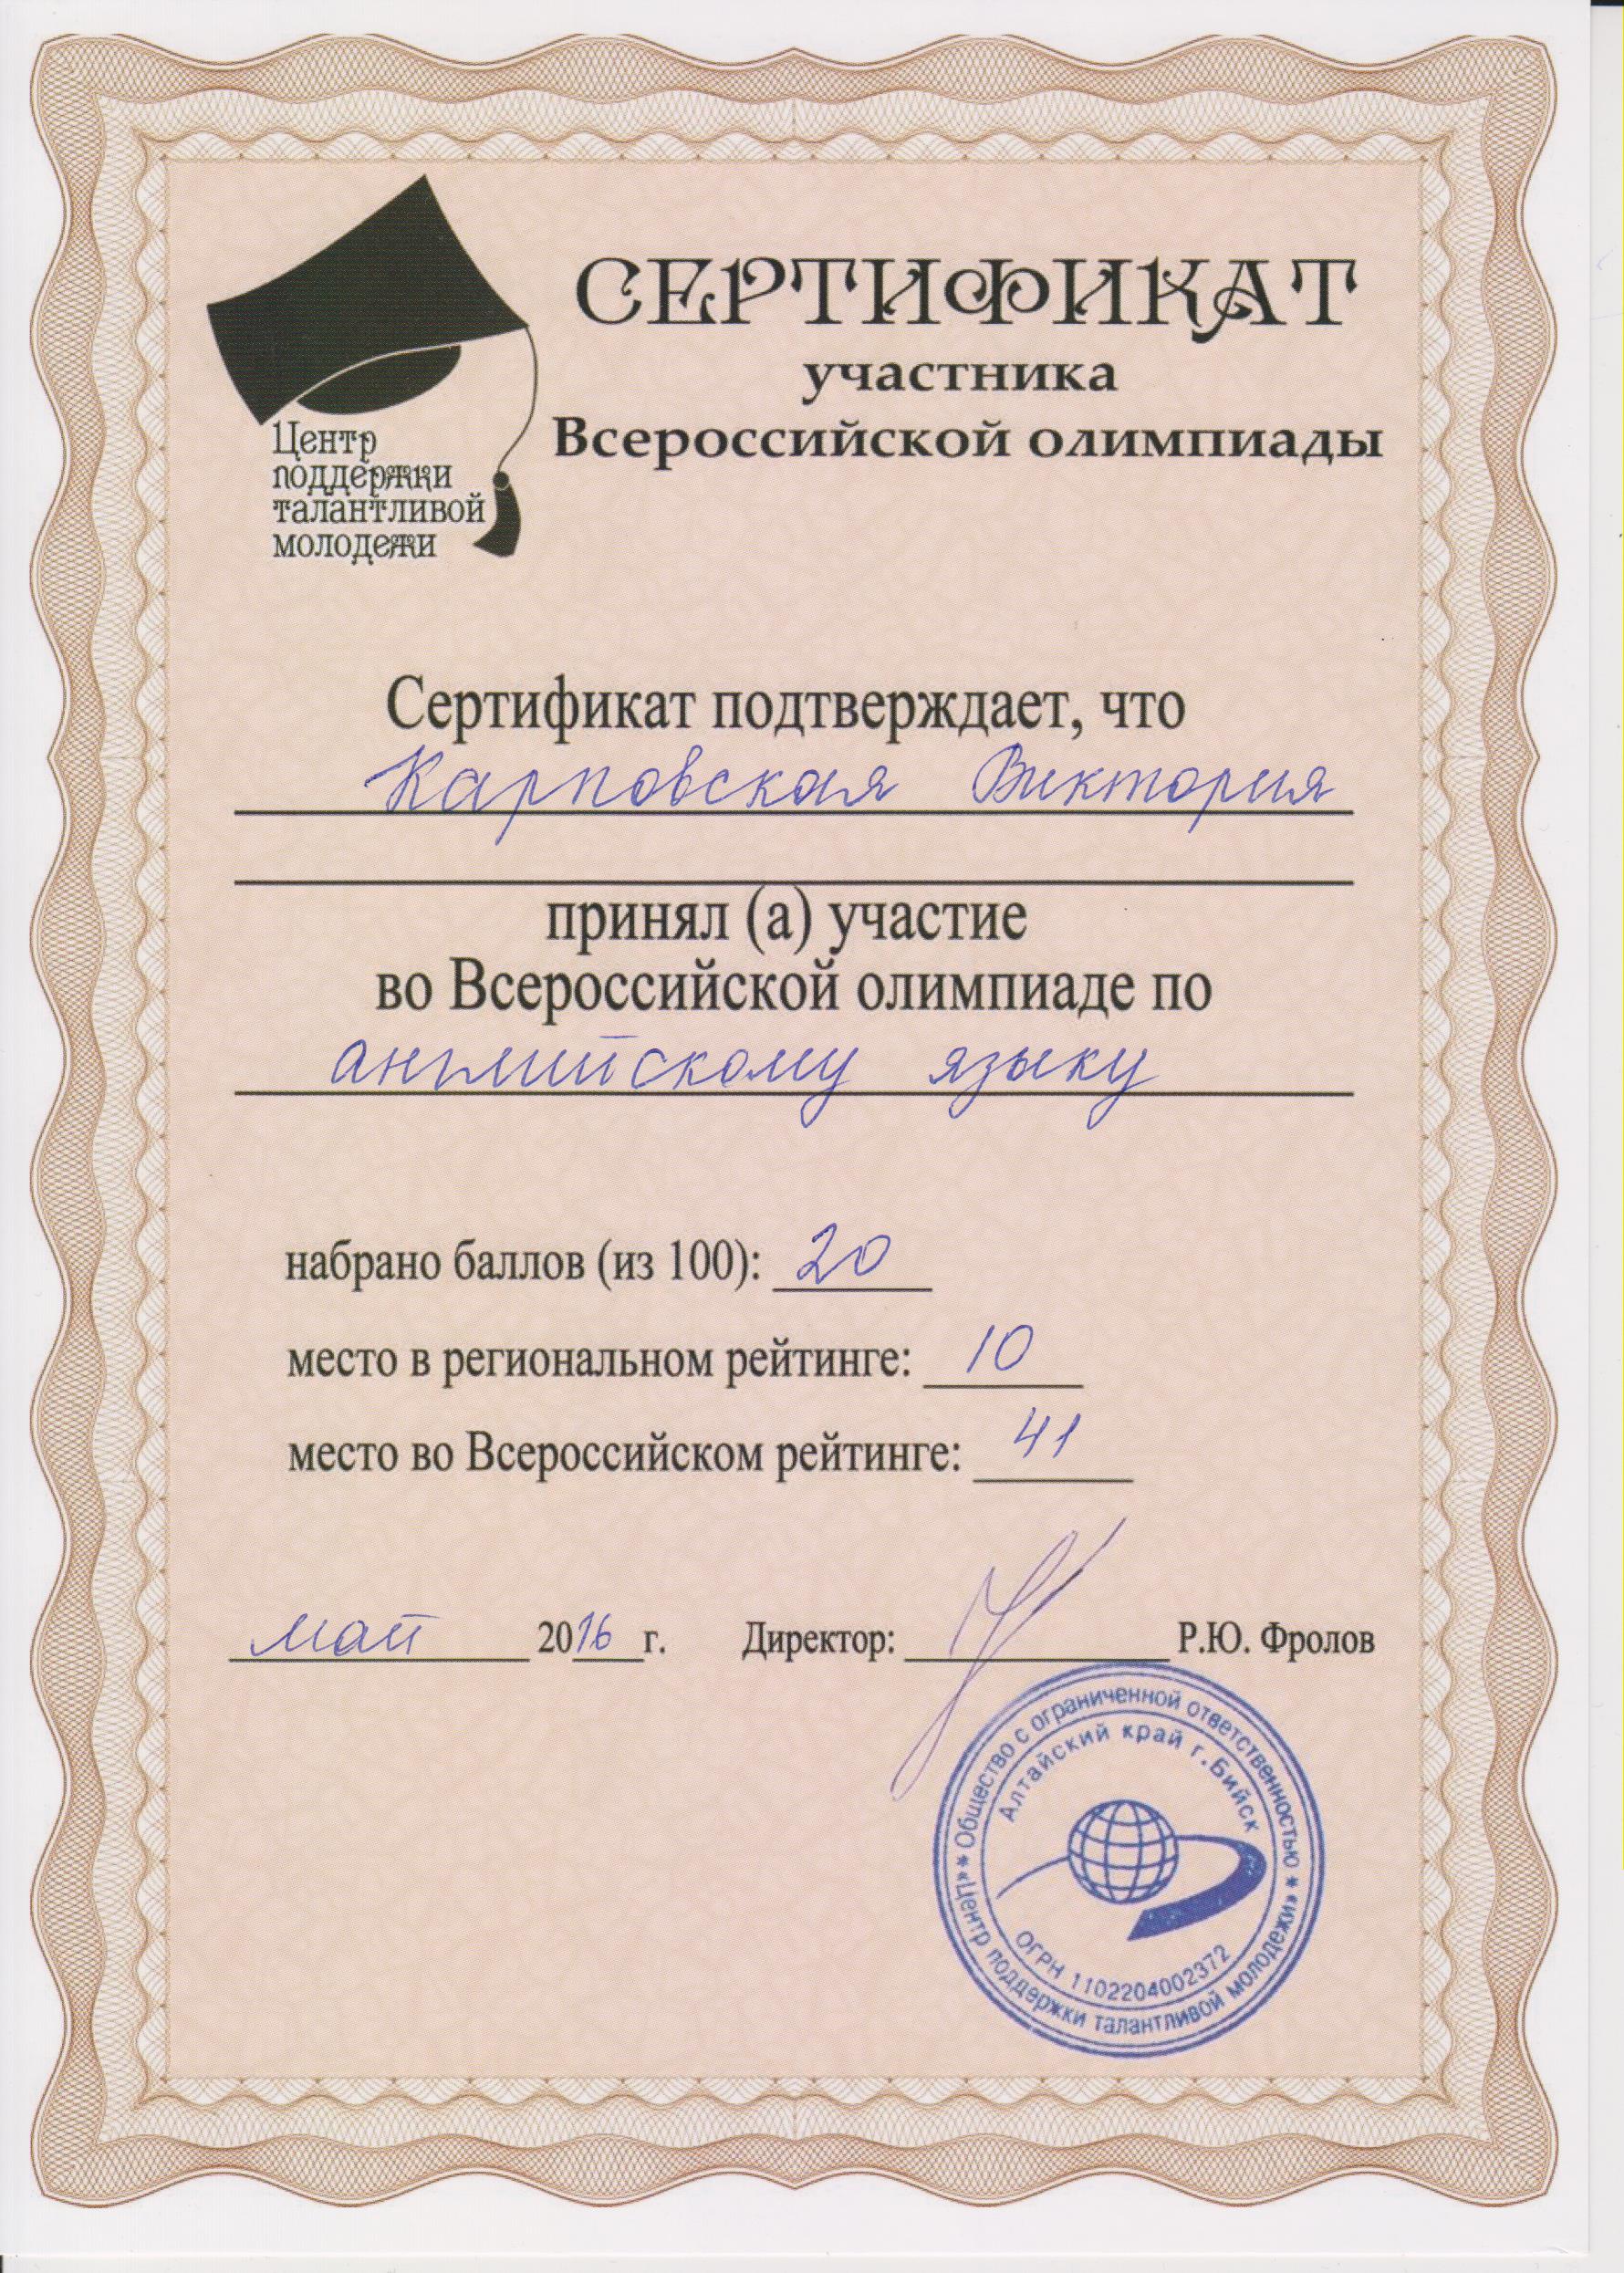 СЕРТИФИКАТ
участника
Всероссийской олимпиады
Центр
поддержки
талантливой
молодежи
Сертификат подтверждает, что
Карповская Виктория
принял (а) участие
во Всероссийской олимпиаде по
английскому языку
набрано баллов (из 100): 20
место в региональном рейтинге: 10
место во Всероссийском рейтинге: 41
май 2016 г. Директор: Р.Ю. Фролов
* Общество с ограниченной ответственностью * «Центр поддержки талантливой молодежи»
Алтайский край г.Бийск
ОГРН 1102204002372